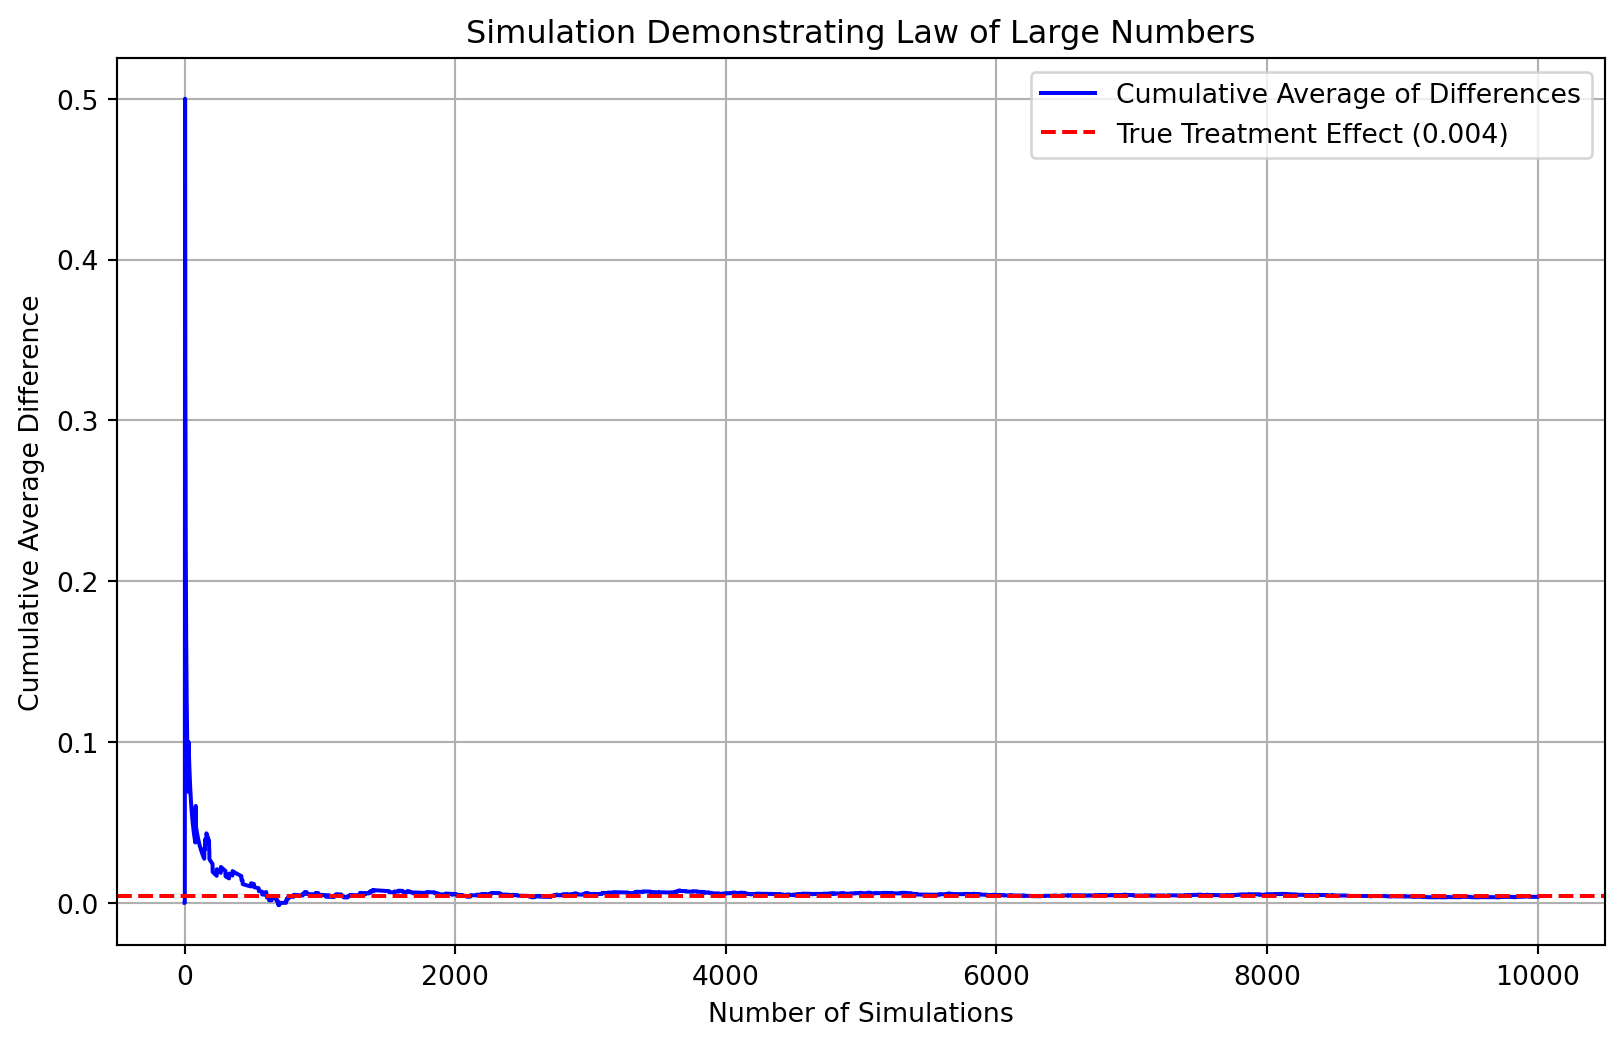 Simulation Demonstrating Law of Large Numbers
Cumulative Average of Differences
True Treatment Effect (0.004)
Cumulative Average Difference
0.5
0.4
0.3
0.2
0.1
0.0
0 2000 4000 6000 8000 10000
Number of Simulations